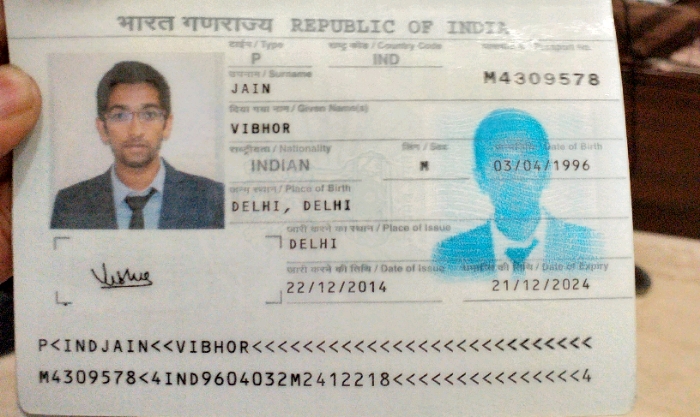 भारत गणराज्य REPUBLIC OF INDIA
टाईप / Type राष्ट्र कोड / Country Code पासपोर्ट न. / Passport No.
P IND M4309578
उपनाम / Surname
JAIN
दिया गया नाम / Given Name(s)
VIBHOR
राष्ट्रीयता / Nationality लिंग / Sex जन्मतिथि / Date of Birth
INDIAN M 03/04/1996
जन्म स्थान / Place of Birth
DELHI, DELHI
जारी करने का स्थान / Place of Issue
DELHI
जारी करने की तिथि / Date of Issue समाप्ति की तिथि / Date of Expiry
22/12/2014 21/12/2024
P<INDJAIN<<VIBHOR<<<<<<<<<<<<<<<<<<<<<<<<<<<
M4309578<4IND9604032M2412218<<<<<<<<<<<<<<<4